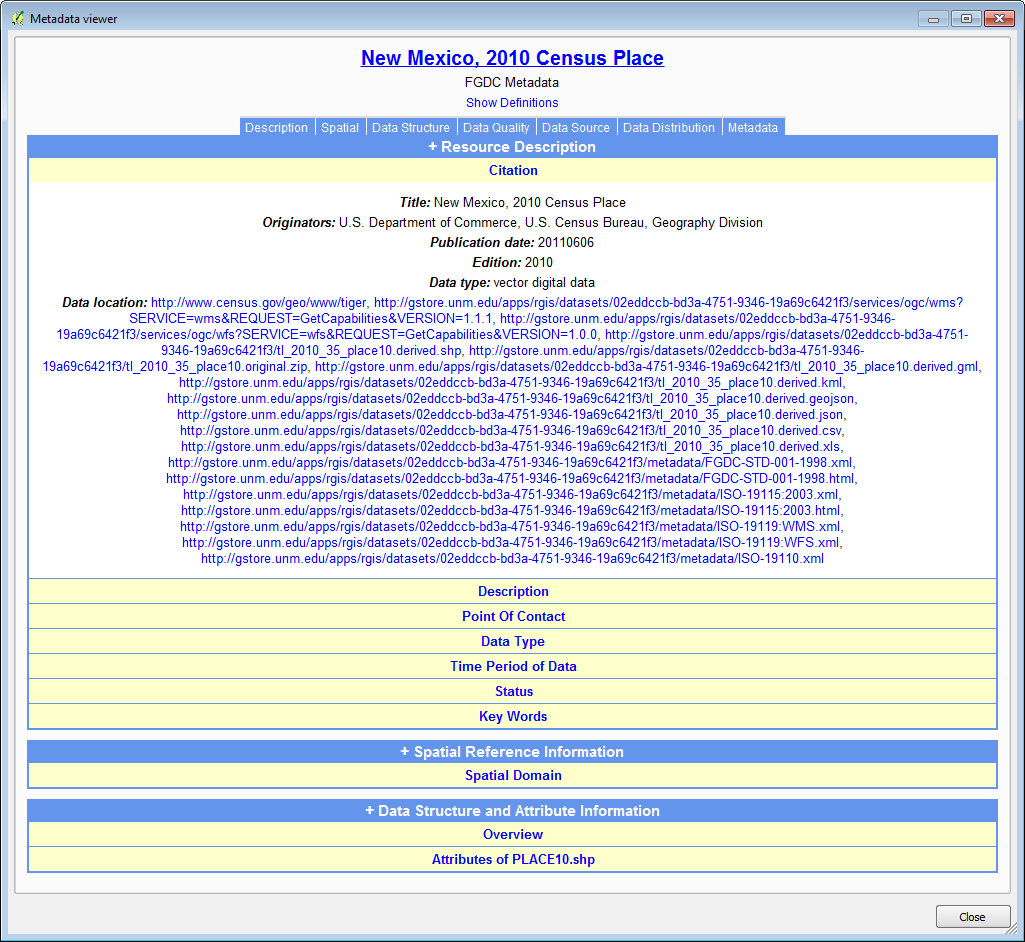 Metadata viewer
New Mexico, 2010 Census Place
FGDC Metadata
Show Definitions
Description Spatial Data Structure Data Quality Data Source Data Distribution Metadata
+ Resource Description
Citation
Title: New Mexico, 2010 Census Place
Originators: U.S. Department of Commerce, U.S. Census Bureau, Geography Division
Publication date: 20110606
Edition: 2010
Data type: vector digital data
Data location: http://www.census.gov/geo/www/tiger, http://gstore.unm.edu/apps/rgis/datasets/02eddccb-bd3a-4751-9346-19a69c6421f3/services/ogc/wms?
SERVICE=wms&REQUEST=GetCapabilities&VERSION=1.1.1, http://gstore.unm.edu/apps/rgis/datasets/02eddccb-bd3a-4751-9346-
19a69c6421f3/services/ogc/wfs?SERVICE=wfs&REQUEST=GetCapabilities&VERSION=1.0.0, http://gstore.unm.edu/apps/rgis/datasets/02eddccb-bd3a-4751-
9346-19a69c6421f3/tl_2010_35_place10.derived.shp, http://gstore.unm.edu/apps/rgis/datasets/02eddccb-bd3a-4751-9346-
19a69c6421f3/tl_2010_35_place10.original.zip, http://gstore.unm.edu/apps/rgis/datasets/02eddccb-bd3a-4751-9346-19a69c6421f3/tl_2010_35_place10.derived.gml,
http://gstore.unm.edu/apps/rgis/datasets/02eddccb-bd3a-4751-9346-19a69c6421f3/tl_2010_35_place10.derived.kml,
http://gstore.unm.edu/apps/rgis/datasets/02eddccb-bd3a-4751-9346-19a69c6421f3/tl_2010_35_place10.derived.geojson,
http://gstore.unm.edu/apps/rgis/datasets/02eddccb-bd3a-4751-9346-19a69c6421f3/tl_2010_35_place10.derived.json,
http://gstore.unm.edu/apps/rgis/datasets/02eddccb-bd3a-4751-9346-19a69c6421f3/tl_2010_35_place10.derived.csv,
http://gstore.unm.edu/apps/rgis/datasets/02eddccb-bd3a-4751-9346-19a69c6421f3/tl_2010_35_place10.derived.xls,
http://gstore.unm.edu/apps/rgis/datasets/02eddccb-bd3a-4751-9346-19a69c6421f3/metadata/FGDC-STD-001-1998.xml,
http://gstore.unm.edu/apps/rgis/datasets/02eddccb-bd3a-4751-9346-19a69c6421f3/metadata/FGDC-STD-001-1998.html,
http://gstore.unm.edu/apps/rgis/datasets/02eddccb-bd3a-4751-9346-19a69c6421f3/metadata/ISO-19115:2003.xml,
http://gstore.unm.edu/apps/rgis/datasets/02eddccb-bd3a-4751-9346-19a69c6421f3/metadata/ISO-19115:2003.html,
http://gstore.unm.edu/apps/rgis/datasets/02eddccb-bd3a-4751-9346-19a69c6421f3/metadata/ISO-19119:WMS.xml,
http://gstore.unm.edu/apps/rgis/datasets/02eddccb-bd3a-4751-9346-19a69c6421f3/metadata/ISO-19119:WFS.xml,
http://gstore.unm.edu/apps/rgis/datasets/02eddccb-bd3a-4751-9346-19a69c6421f3/metadata/ISO-19110.xml
Description
Point Of Contact
Data Type
Time Period of Data
Status
Key Words
+ Spatial Reference Information
Spatial Domain
+ Data Structure and Attribute Information
Overview
Attributes of PLACE10.shp
Close